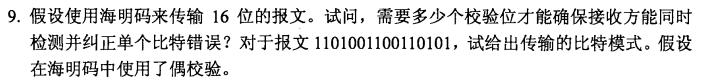 9. 假设使用海明码来传输 16 位的报文。试问，需要多少个校验位才能确保接收方能同时
检测并纠正单个比特错误？对于报文 1101001100110101，试给出传输的比特模式。假设
在海明码中使用了偶校验。